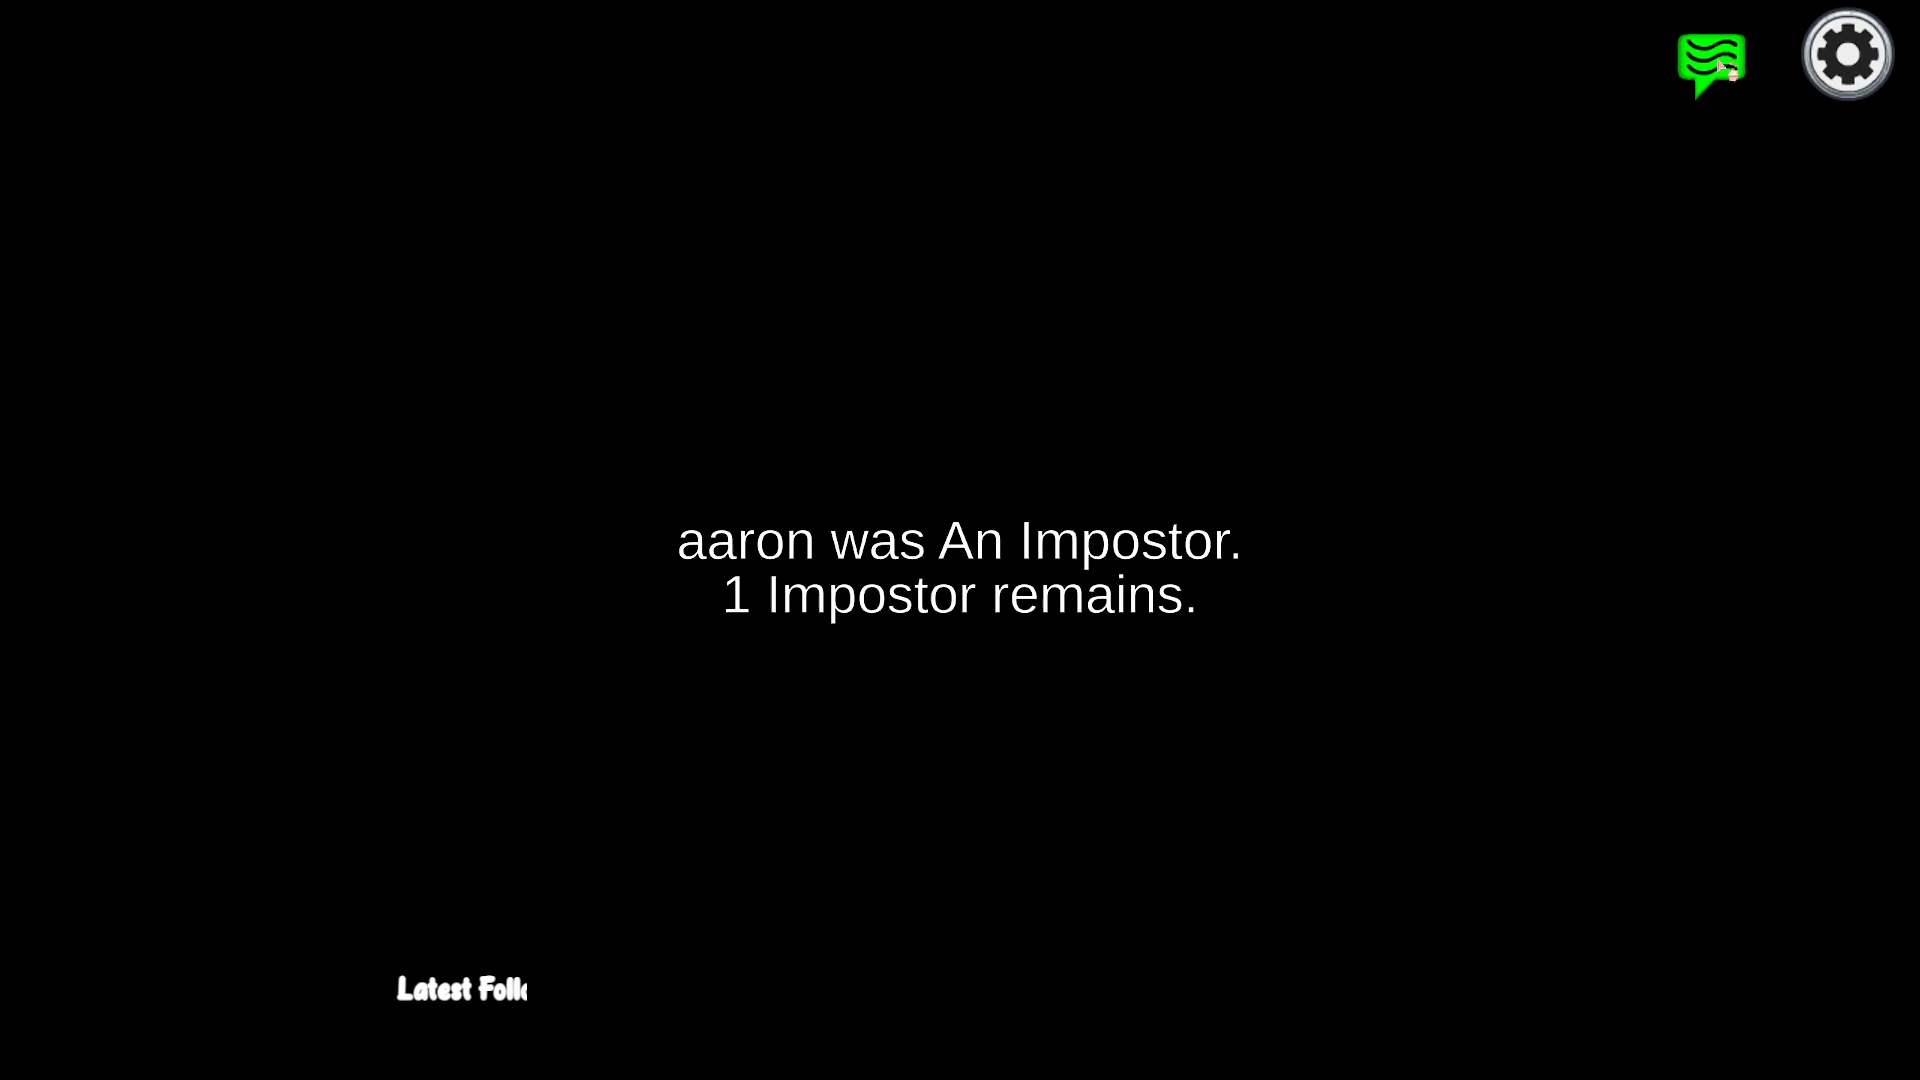 aaron was An Impostor.
1 Impostor remains.
Latest